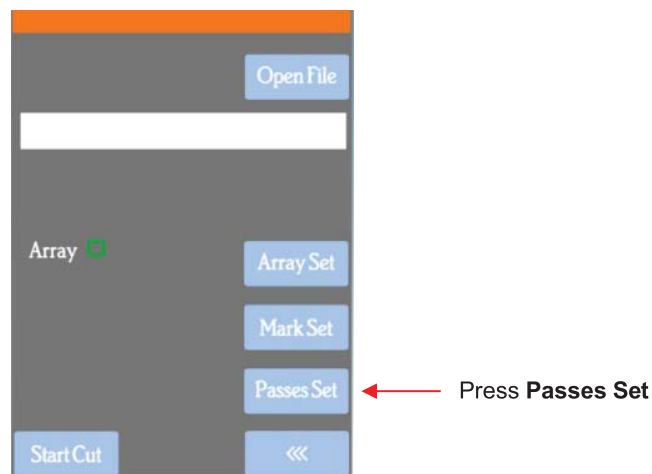 Open File
Array
Array Set
Mark Set
Passes Set
Press Passes Set
Start Cut
<<<